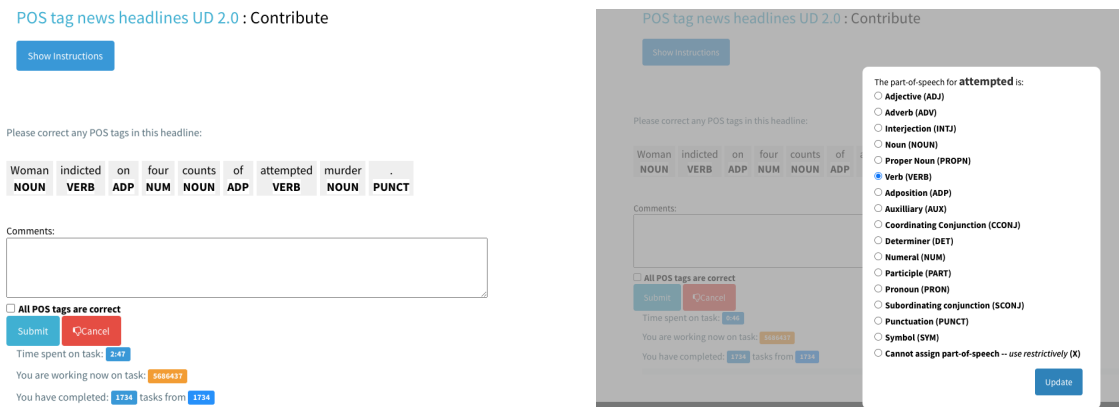 POS tag news headlines UD 2.0 : Contribute
Show Instructions
Please correct any POS tags in this headline:
Woman indicted on four counts of attempted murder .
NOUN VERB ADP NUM NOUN ADP VERB NOUN PUNCT
Comments:
All POS tags are correct
Submit Cancel
Time spent on task: 2:47
You are working now on task: 5686437
You have completed: 1734 tasks from 1734
POS tag news headlines UD 2.0 : Contribute
Show Instructions
Please correct any POS tags in this headline:
Woman indicted on four counts of a
NOUN VERB ADP NUM NOUN ADP
Comments:
All POS tags are correct
Submit Cancel
Time spent on task:
You are working now on task: 5686437
You have completed: 1734 tasks from 1734
The part-of-speech for attempted is:
Adjective (ADJ)
Adverb (ADV)
Interjection (INTJ)
Noun (NOUN)
Proper Noun (PROPN)
Verb (VERB)
Adposition (ADP)
Auxilliary (AUX)
Coordinating Conjunction (CCONJ)
Determiner (DET)
Numeral (NUM)
Participle (PART)
Pronoun (PRON)
Subordinating conjunction (SCONJ)
Punctuation (PUNCT)
Symbol (SYM)
Cannot assign part-of-speech -- use restrictively (X)
Update